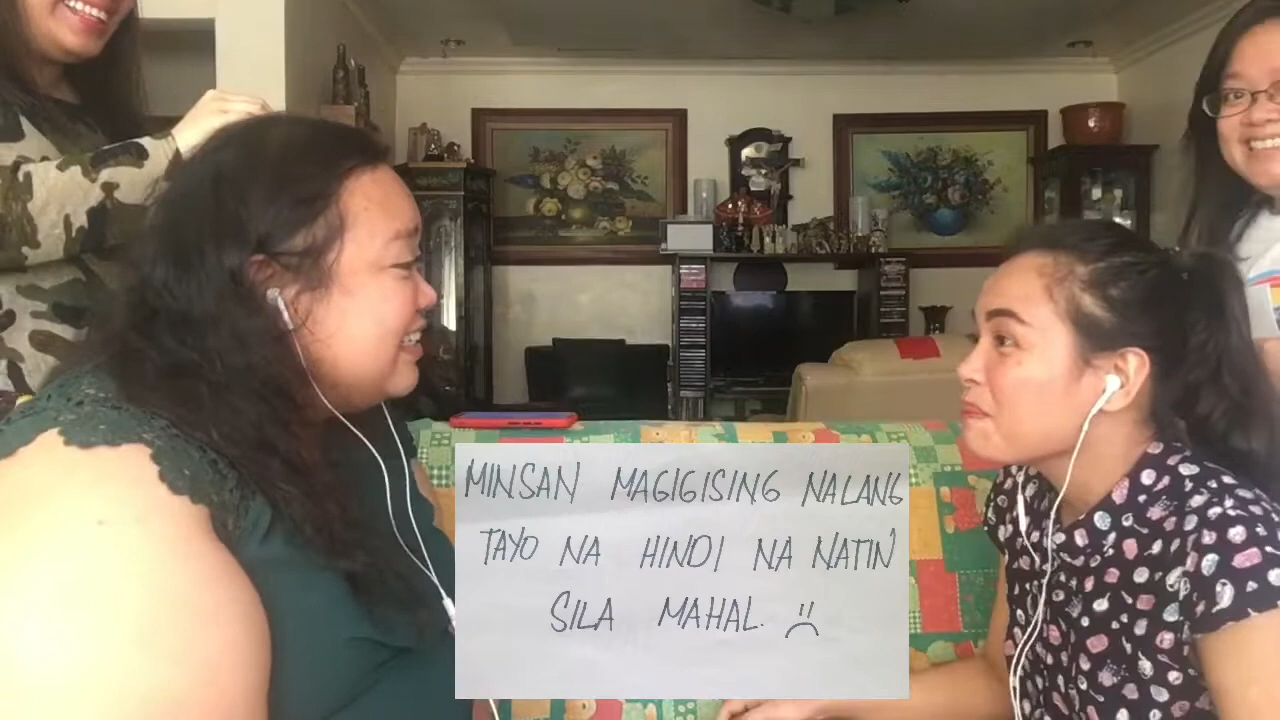 MINSAN MAGIGISING NALANG
TAYO NA HINDI NA NATIN
SILA MAHAL. :(